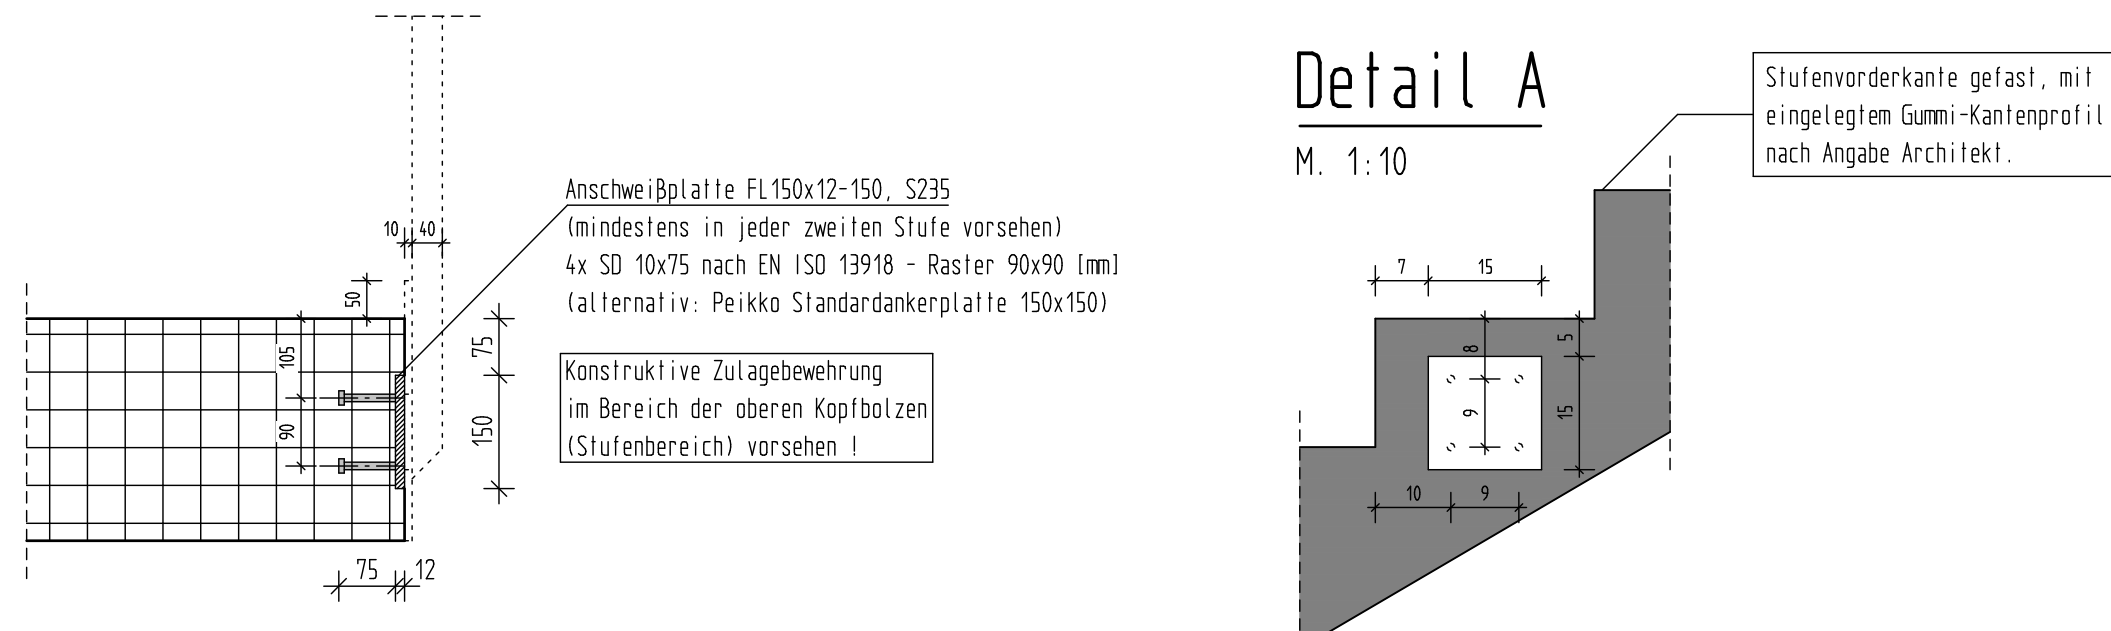 10
40
Anschweißplatte FL150x12-150, S235
(mindestens in jeder zweiten Stufe vorsehen)
4x SD 10x75 nach EN ISO 13918 - Raster 90x90 [mm]
(alternativ: Peikko Standardankerplatte 150x150)
50
105
90
75
150
Konstruktive Zulagebewehrung
im Bereich der oberen Kopfbolzen
(Stufenbereich) vorsehen !
75
12
Detail A
M. 1:10
Stufenvorderkante gefast, mit
eingelegtem Gummi-Kantenprofil
nach Angabe Architekt.
7
15
8
5
9
15
10
9